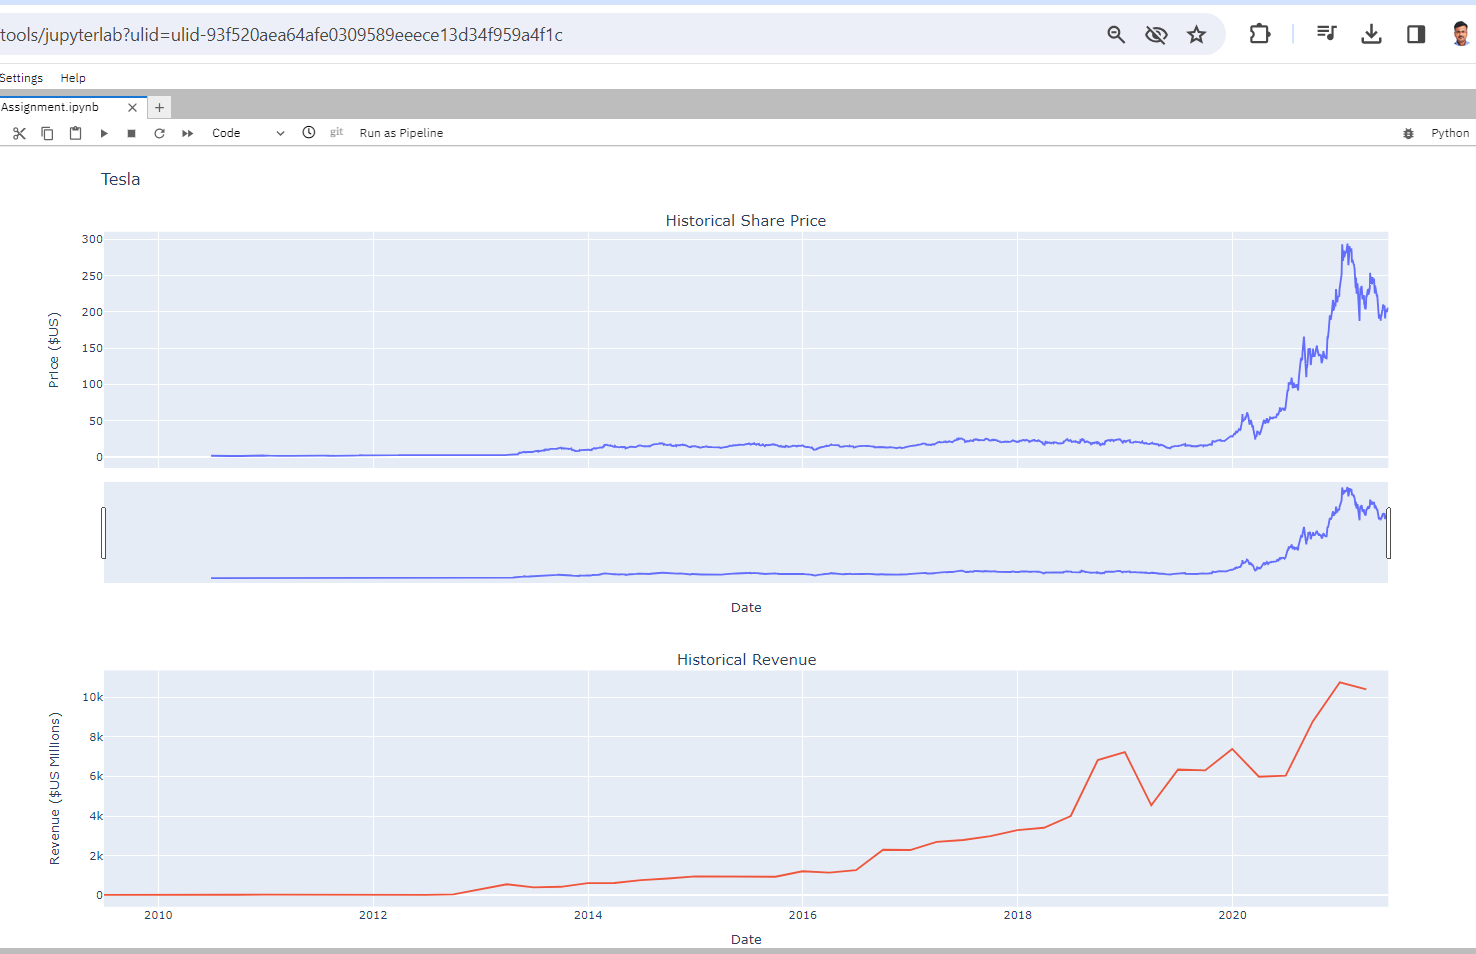 tools/jupyterlab?ulid=ulid-93f520aea64afe0309589eeece13d34f959a4f1c
Settings Help
Assignment.ipynb
Code git Run as Pipeline Python
Tesla
Historical Share Price
300
250
200
150
100
50
0
Price ($US)
Date
Historical Revenue
10k
8k
6k
4k
2k
0
Revenue ($US Millions)
2010 2012 2014 2016 2018 2020
Date